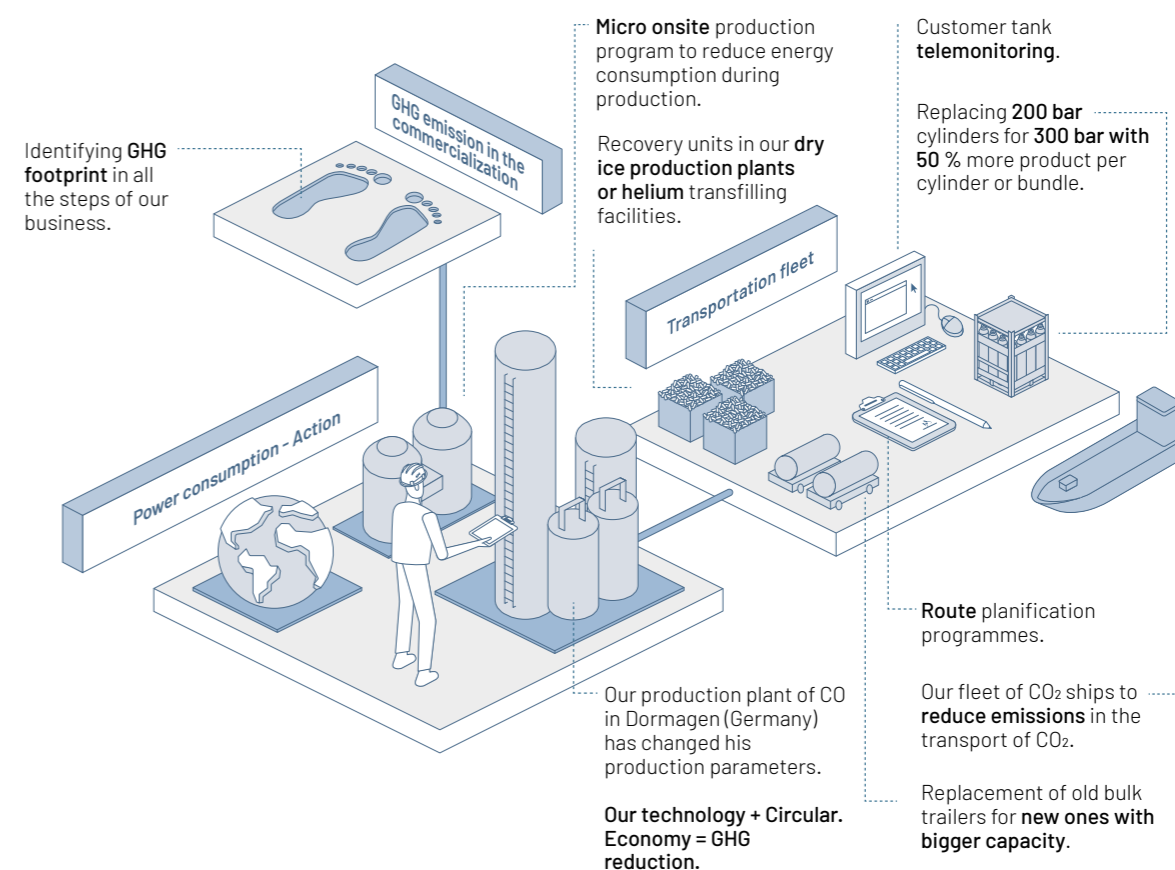 Micro onsite production
program to reduce energy
consumption during
production.
Recovery units in our dry
ice production plants
or helium transfilling
facilities.
Customer tank
telemonitoring.
Replacing 200 bar
cylinders for 300 bar with
50 % more product per
cylinder or bundle.
GHG emission in the
commercialization
Identifying GHG
footprint in all
the steps of our
business.
Transportation fleet
Power consumption - Action
Route planification
programmes.
Our production plant of CO
in Dormagen (Germany)
has changed his
production parameters.
Our technology + Circular.
Economy = GHG
reduction.
Our fleet of CO₂ ships to
reduce emissions in the
transport of CO₂.
Replacement of old bulk
trailers for new ones with
bigger capacity.